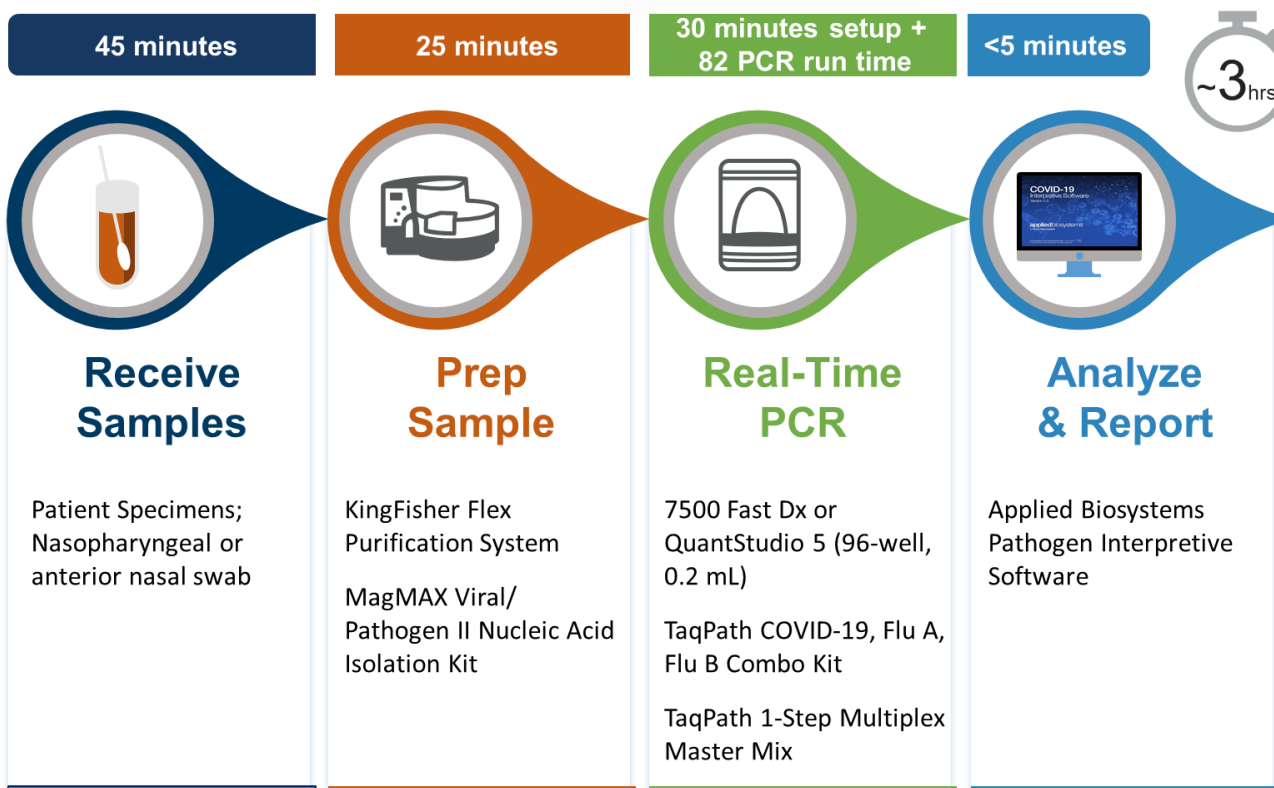 45 minutes
25 minutes
30 minutes setup +
82 PCR run time
<5 minutes
~3hrs
COVID-19
Interpretive Software
appliedbiosystems
Receive
Samples
Prep
Sample
Real-Time
PCR
Analyze
& Report
Patient Specimens;
Nasopharyngeal or
anterior nasal swab
KingFisher Flex
Purification System
MagMAX Viral/
Pathogen II Nucleic Acid
Isolation Kit
7500 Fast Dx or
QuantStudio 5 (96-well,
0.2 mL)
TaqPath COVID-19, Flu A,
Flu B Combo Kit
TaqPath 1-Step Multiplex
Master Mix
Applied Biosystems
Pathogen Interpretive
Software